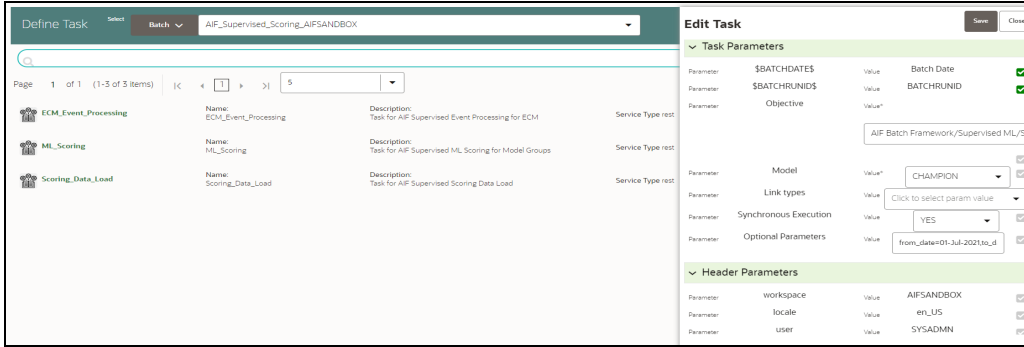 Define Task Select Batch AIF_Supervised_Scoring_AIFSANDBOX
Page 1 of 1 (1-3 of 3 items) 1 5
ECM_Event_Processing Name: ECM_Event_Processing Description: Task for AIF Supervised Event Processing for ECM Service Type rest
ML_Scoring Name: ML_Scoring Description: Task for AIF Supervised ML Scoring for Model Groups Service Type rest
Scoring_Data_Load Name: Scoring_Data_Load Description: Task for AIF Supervised Scoring Data Load Service Type rest
Edit Task Save Close
Task Parameters
Parameter $BATCHDATE$ Value Batch Date
Parameter $BATCHRUNID$ Value BATCHRUNID
Parameter Objective Value*
AIF Batch Framework/Supervised ML/S
Parameter Model Value* CHAMPION
Parameter Link types Value Click to select param value
Parameter Synchronous Execution Value YES
Parameter Optional Parameters Value from_date=01-Jul-2021,to_d
Header Parameters
Parameter workspace Value AIFSANDBOX
Parameter locale Value en_US
Parameter user Value SYSADMN